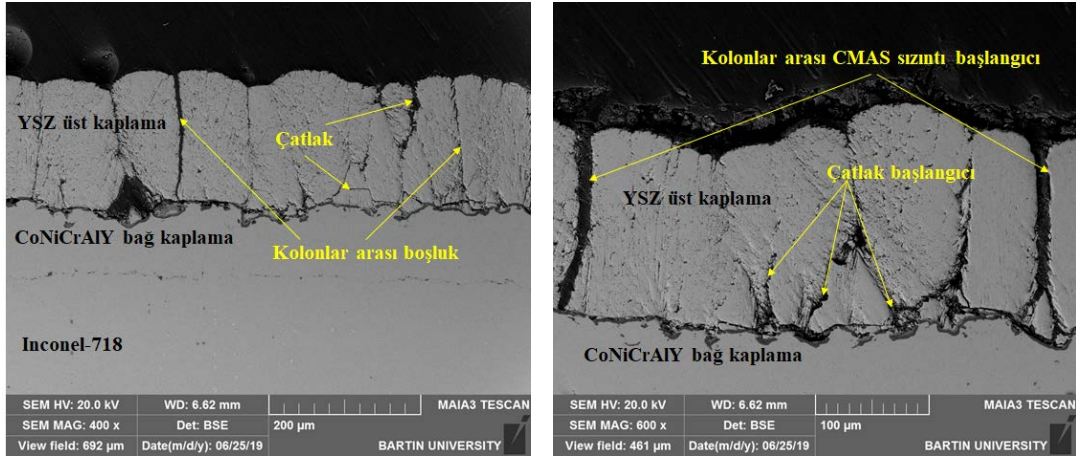 YSZ üst kaplama
Çatlak
CoNiCrAlY bağ kaplama
Kolonlar arası boşluk
Inconel-718
SEM HV: 20.0 kV
WD: 6.62 mm
MAIA3 TESCAN
SEM MAG: 400 x
Det: BSE
200 µm
View field: 692 µm
Date(m/d/y): 06/25/19
BARTIN UNIVERSITY
Kolonlar arası CMAS sızıntı başlangıcı
Çatlak başlangıcı
YSZ üst kaplama
CoNiCrAlY bağ kaplama
SEM HV: 20.0 kV
WD: 6.62 mm
MAIA3 TESCAN
SEM MAG: 600 x
Det: BSE
100 µm
View field: 461 µm
Date(m/d/y): 06/25/19
BARTIN UNIVERSITY